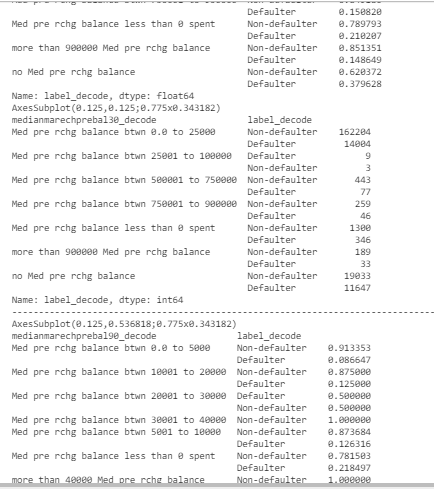 Defaulter 0.150820
Med pre rchg balance less than 0 spent Non-defaulter 0.789793
Defaulter 0.210207
more than 900000 Med pre rchg balance Non-defaulter 0.851351
Defaulter 0.148649
no Med pre rchg balance Non-defaulter 0.620372
Defaulter 0.379628
Name: label_decode, dtype: float64
AxesSubplot(0.125,0.125;0.775x0.343182)
medianmarechprebal30_decode label_decode
Med pre rchg balance btwn 0.0 to 25000 Non-defaulter 162204
Defaulter 14004
Med pre rchg balance btwn 25001 to 100000 Defaulter 9
Non-defaulter 3
Med pre rchg balance btwn 500001 to 750000 Non-defaulter 443
Defaulter 77
Med pre rchg balance btwn 750001 to 900000 Non-defaulter 259
Defaulter 46
Med pre rchg balance less than 0 spent Non-defaulter 1300
Defaulter 346
more than 900000 Med pre rchg balance Non-defaulter 189
Defaulter 33
no Med pre rchg balance Non-defaulter 19033
Defaulter 11647
Name: label_decode, dtype: int64
--------------------------------------------------------------------------------
AxesSubplot(0.125,0.536818;0.775x0.343182)
medianmarechprebal90_decode label_decode
Med pre rchg balance btwn 0.0 to 5000 Non-defaulter 0.913353
Defaulter 0.086647
Med pre rchg balance btwn 10001 to 20000 Non-defaulter 0.875000
Defaulter 0.125000
Med pre rchg balance btwn 20001 to 30000 Defaulter 0.500000
Non-defaulter 0.500000
Med pre rchg balance btwn 30001 to 40000 Non-defaulter 1.000000
Med pre rchg balance btwn 5001 to 10000 Non-defaulter 0.873684
Defaulter 0.126316
Med pre rchg balance less than 0 spent Non-defaulter 0.781503
Defaulter 0.218497
more than 40000 Med pre rchg balance Non-defaulter 1.000000